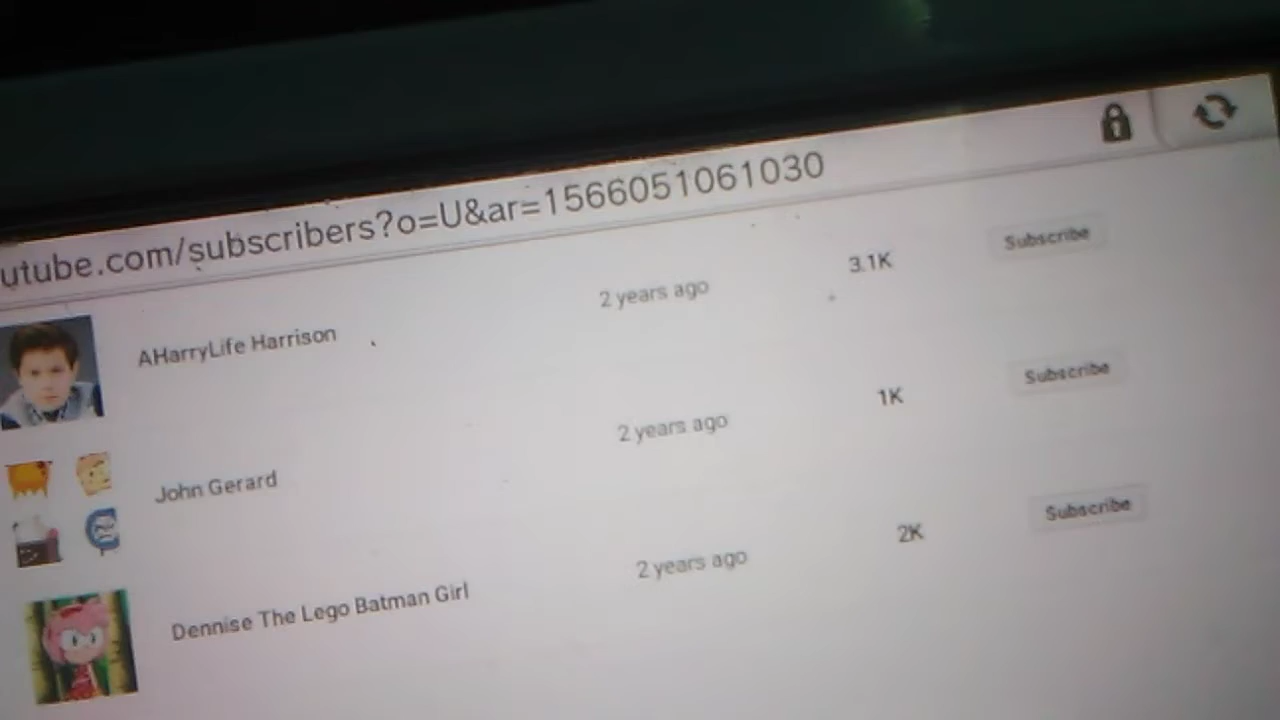 utube.com/subscribers?o=U&ar=1566051061030
AHarryLife Harrison 2 years ago 3.1K Subscribe
John Gerard 2 years ago 1K Subscribe
Dennise The Lego Batman Girl 2 years ago 2K Subscribe